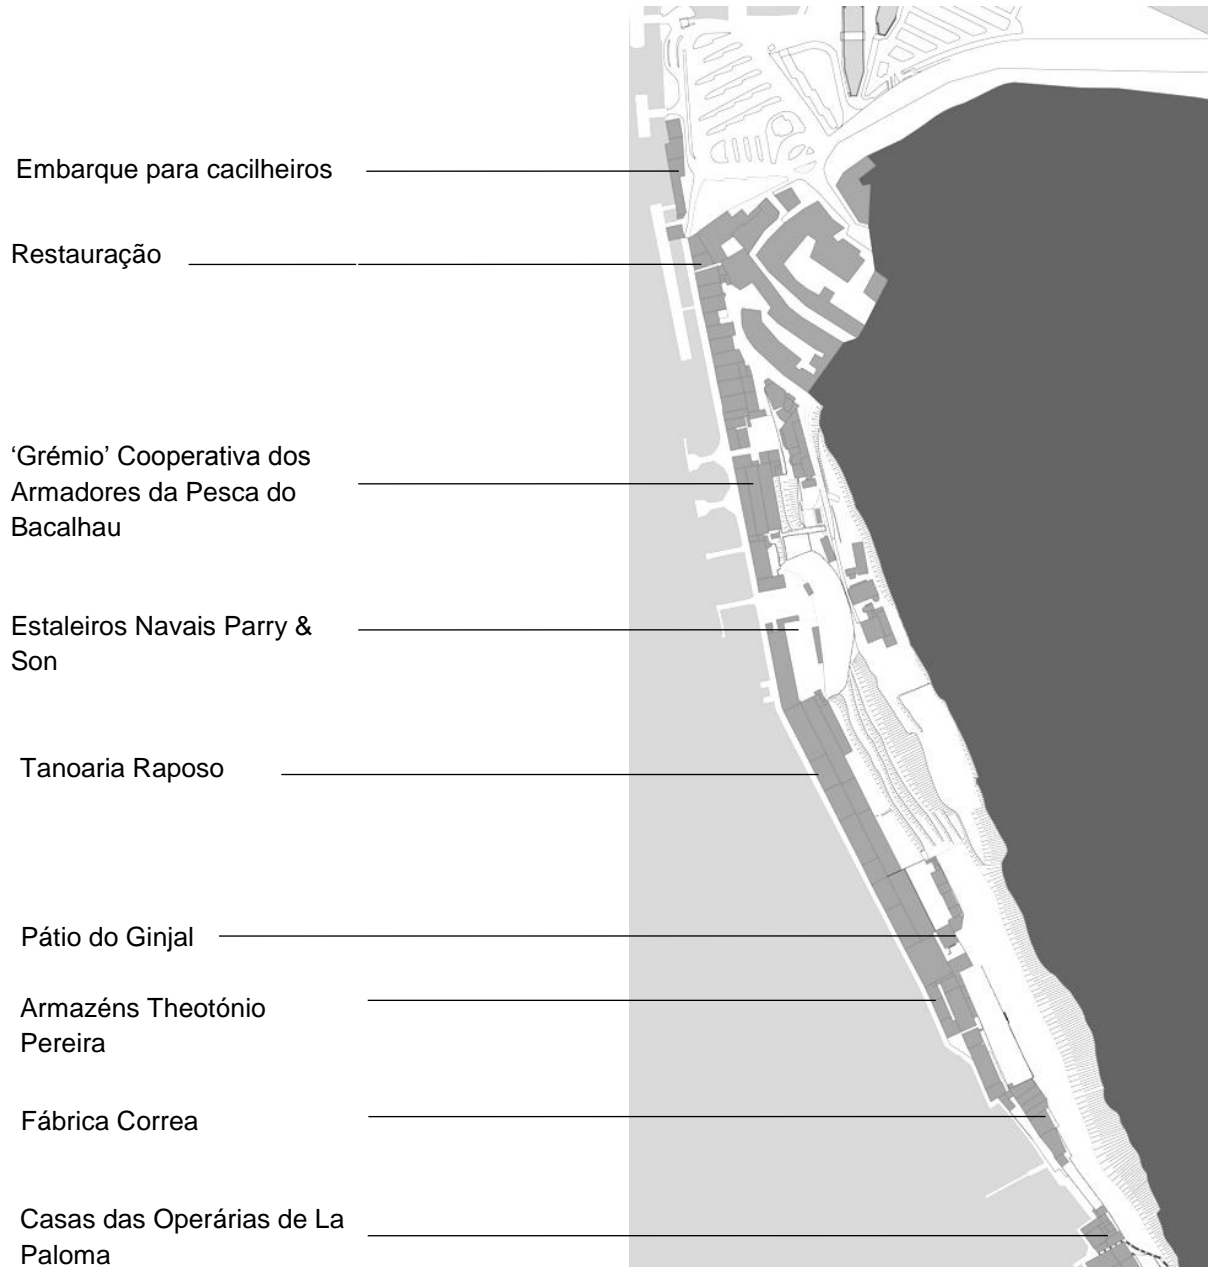 Embarque para cacilheiros
Restauração
‘Grémio’ Cooperativa dos
Armadores da Pesca do
Bacalhau
Estaleiros Navais Parry &
Son
Tanoaria Raposo
Pátio do Ginjal
Armazéns Theotónio
Pereira
Fábrica Correa
Casas das Operárias de La
Paloma